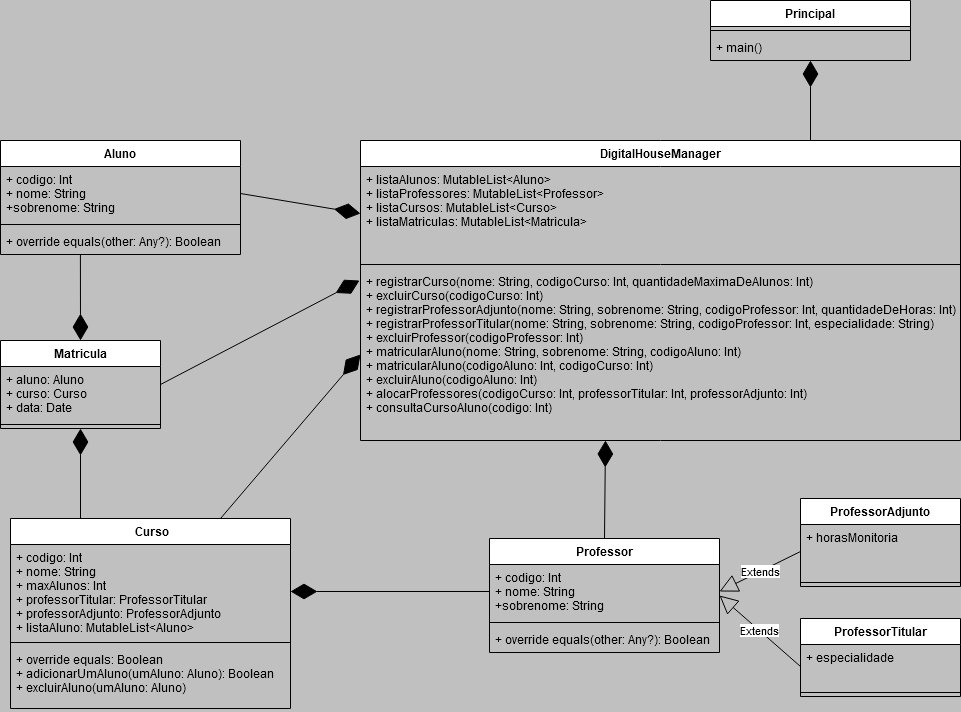 Principal
+ main()
Aluno
+ codigo: Int
+ nome: String
+sobrenome: String
+ override equals(other: Any?): Boolean
DigitalHouseManager
+ listaAlunos: MutableList<Aluno>
+ listaProfessores: MutableList<Professor>
+ listaCursos: MutableList<Curso>
+ listaMatriculas: MutableList<Matricula>
+ registrarCurso(nome: String, codigoCurso: Int, quantidadeMaximaDeAlunos: Int)
+ excluirCurso(codigoCurso: Int)
+ registrarProfessorAdjunto(nome: String, sobrenome: String, codigoProfessor: Int, quantidadeDeHoras: Int)
+ registrarProfessorTitular(nome: String, sobrenome: String, codigoProfessor: Int, especialidade: String)
+ excluirProfessor(codigoProfessor: Int)
+ matricularAluno(nome: String, sobrenome: String, codigoAluno: Int)
+ matricularAluno(codigoAluno: Int, codigoCurso: Int)
+ excluirAluno(codigoAluno: Int)
+ alocarProfessores(codigoCurso: Int, professorTitular: Int, professorAdjunto: Int)
+ consultaCursoAluno(codigo: Int)
Matricula
+ aluno: Aluno
+ curso: Curso
+ data: Date
Curso
+ codigo: Int
+ nome: String
+ maxAlunos: Int
+ professorTitular: ProfessorTitular
+ professorAdjunto: ProfessorAdjunto
+ listaAluno: MutableList<Aluno>
+ override equals: Boolean
+ adicionarUmAluno(umAluno: Aluno): Boolean
+ excluirAluno(umAluno: Aluno)
Professor
+ codigo: Int
+ nome: String
+sobrenome: String
+ override equals(other: Any?): Boolean
ProfessorAdjunto
+ horasMonitoria
Extends
ProfessorTitular
+ especialidade
Extends